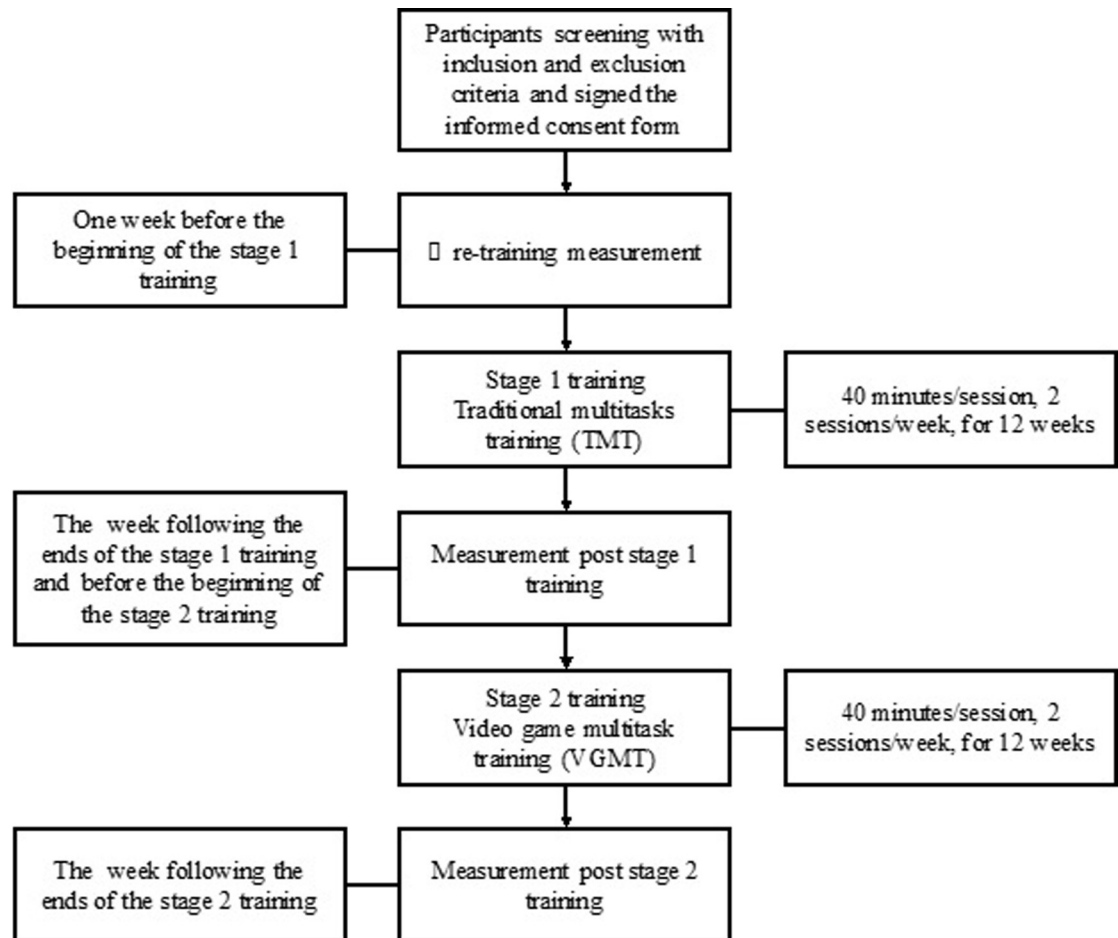 Participants screening with
inclusion and exclusion
criteria and signed the
informed consent form
One week before the
beginning of the stage 1
training
▯ re-training measurement
Stage 1 training
Traditional multitasks
training (TMT)
40 minutes/session, 2
sessions/week, for 12 weeks
The week following the
ends of the stage 1 training
and before the beginning of
the stage 2 training
Measurement post stage 1
training
Stage 2 training
Video game multitask
training (VGMT)
40 minutes/session, 2
sessions/week, for 12 weeks
The week following the
ends of the stage 2 training
Measurement post stage 2
training